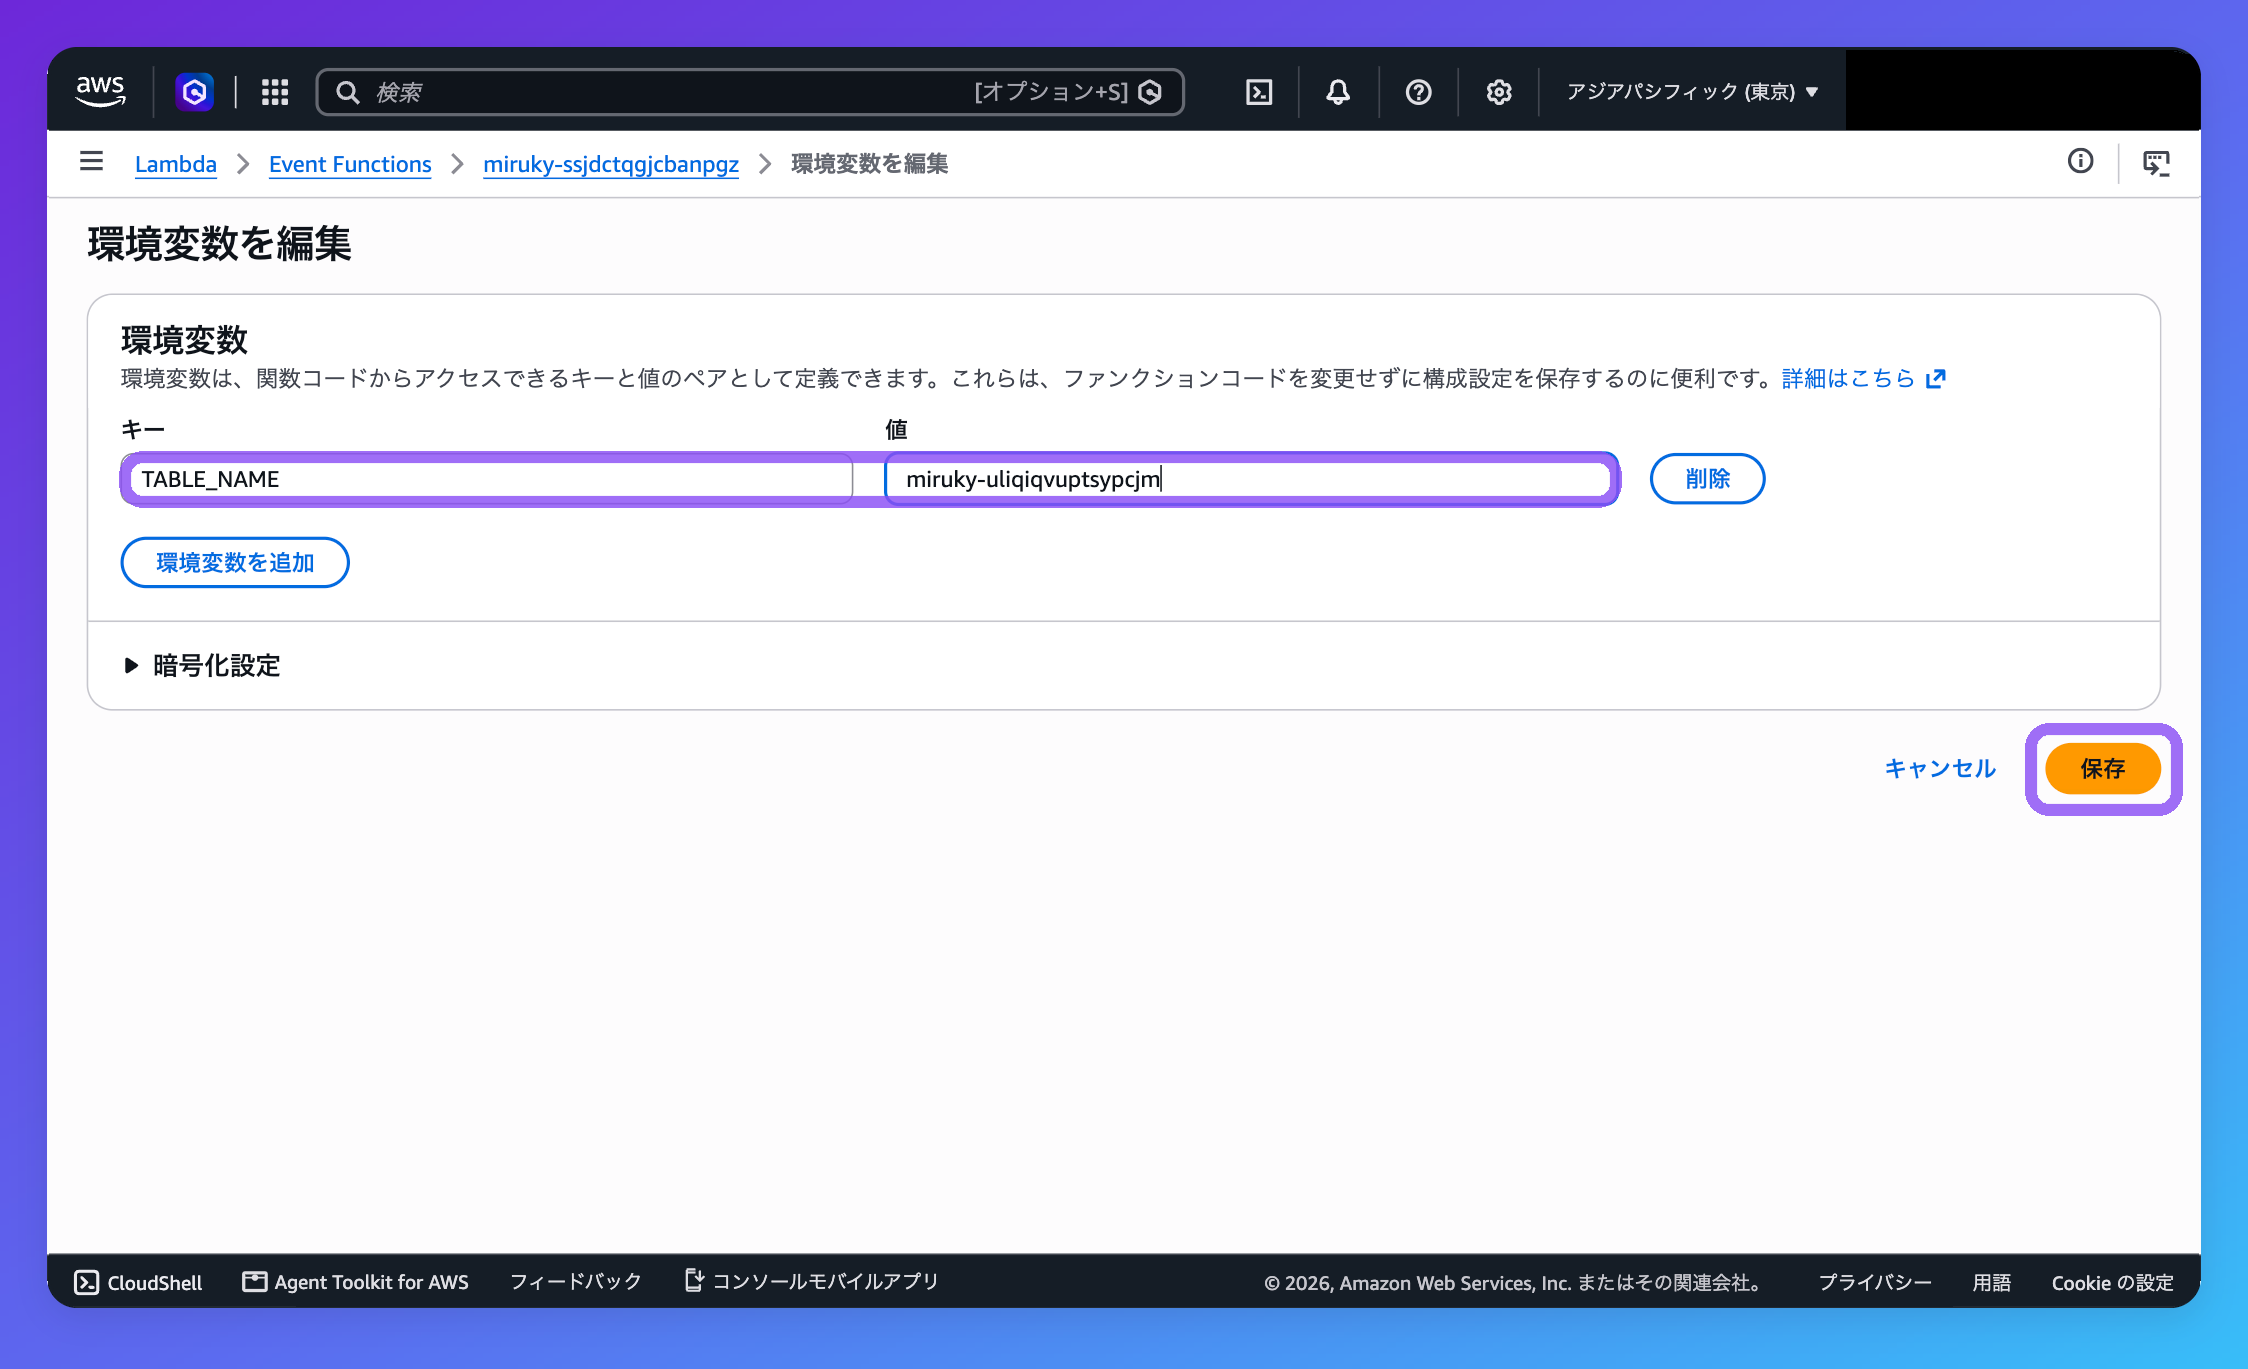 aws
検索
[オプション+S]
アジアパシフィック (東京)
Lambda
Event Functions
miruky-ssjdctqgjcbanpgz
環境変数を編集
環境変数を編集
環境変数
環境変数は、関数コードからアクセスできるキーと値のペアとして定義できます。これらは、ファンクションコードを変更せずに構成設定を保存するのに便利です。詳細はこちら
キー
値
TABLE_NAME
miruky-uliqiqvuptsypcjm
削除
環境変数を追加
暗号化設定
キャンセル
保存
CloudShell
Agent Toolkit for AWS
フィードバック
コンソールモバイルアプリ
© 2026, Amazon Web Services, Inc. またはその関連会社。
プライバシー
用語
Cookie の設定